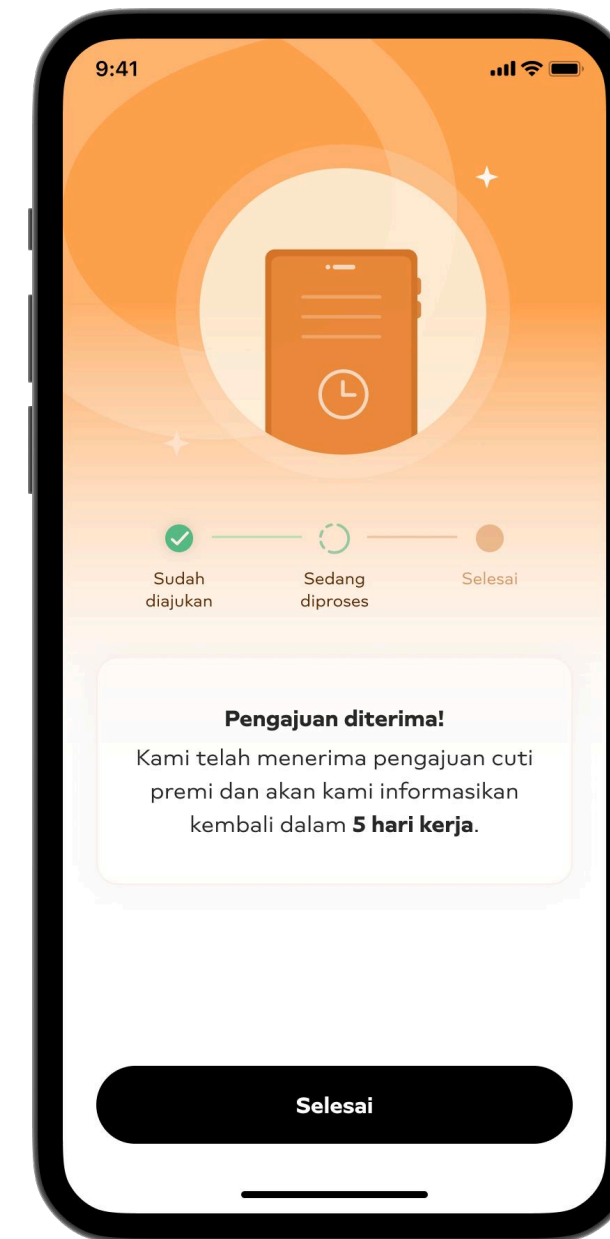 9:41
Sudah
diajukan
Sedang
diproses
Selesai
Pengajuan diterima!
Kami telah menerima pengajuan cuti
premi dan akan kami informasikan
kembali dalam 5 hari kerja.
Selesai